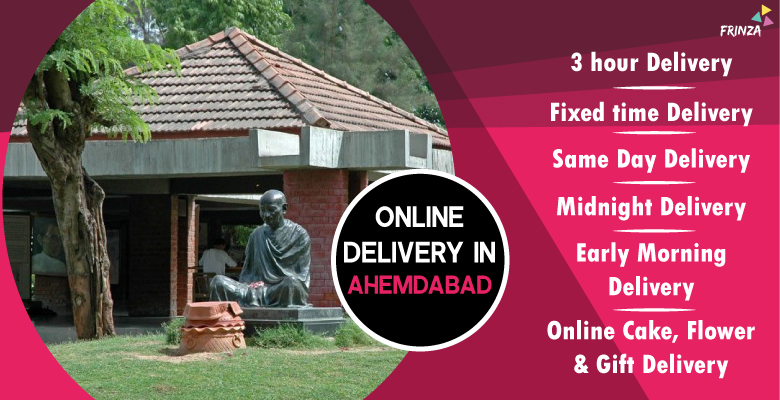 FRINZA
3 hour Delivery
Fixed time Delivery
Same Day Delivery
Midnight Delivery
Early Morning
Delivery
Online Cake, Flower
& Gift Delivery
ONLINE
DELIVERY IN
AHEMDABAD